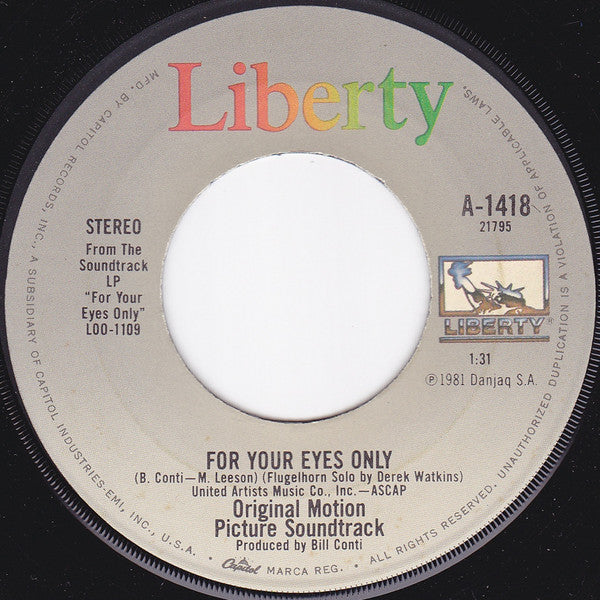 Liberty
STEREO
From The
Soundtrack
LP
"For Your
Eyes Only"
LOO-1109
A-1418
21795
LIBERTY®
1:31
℗ 1981 Danjaq S.A.
FOR YOUR EYES ONLY
(B. Conti—M. Leeson) (Flugelhorn Solo by Derek Watkins)
United Artists Music Co., Inc.—ASCAP
Original Motion
Picture Soundtrack
Produced by Bill Conti
MFD. BY CAPITOL RECORDS, INC., A SUBSIDIARY OF CAPITOL INDUSTRIES-EMI, INC., U.S.A. • Capitol MARCA REG. • ALL RIGHTS RESERVED. UNAUTHORIZED DUPLICATION IS A VIOLATION OF APPLICABLE LAWS.